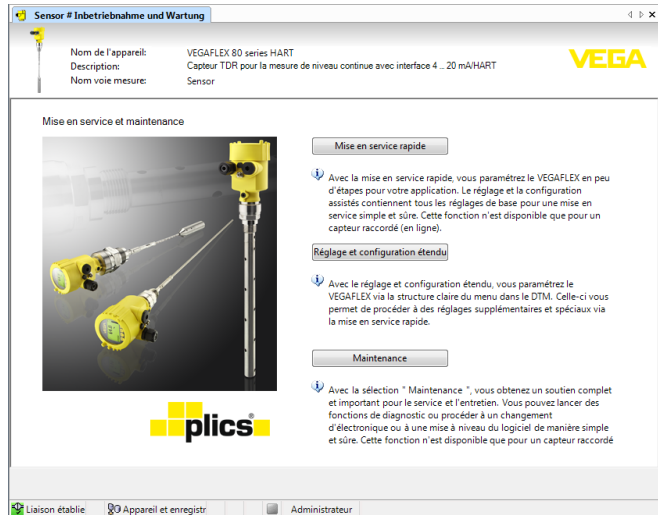 Sensor # Inbetriebnahme und Wartung
Nom de l'appareil: VEGAFLEX 80 series HART
Description: Capteur TDR pour la mesure de niveau continue avec interface 4 .. 20 mA/HART
Nom voie mesure: Sensor
VEGA
Mise en service et maintenance
Mise en service rapide
Avec la mise en service rapide, vous paramétrez le VEGAFLEX en peu
d'étapes pour votre application. Le réglage et la configuration
assistés contiennent tous les réglages de base pour une mise en
service simple et sûre. Cette fonction n'est disponible que pour un
capteur raccordé (en ligne).
Réglage et configuration étendu
Avec le réglage et configuration étendu, vous paramétrez le
VEGAFLEX via la structure claire du menu dans le DTM. Celle-ci vous
permet de procéder à des réglages supplémentaires et spéciaux via
la mise en service rapide.
Maintenance
Avec la sélection " Maintenance ", vous obtenez un soutien complet
et important pour le service et l'entretien. Vous pouvez lancer des
fonctions de diagnostic ou procéder à un changement
d'électronique ou à une mise à niveau du logiciel de manière simple
et sûre. Cette fonction n'est disponible que pour un capteur raccordé
plics®
Liaison établie
Appareil et enregistr
Administrateur